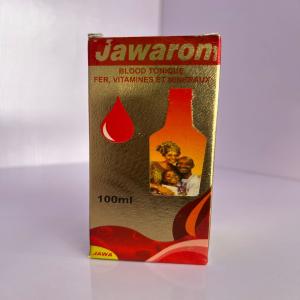 Jawaron
BLOOD TONIQUE
FER, VITAMINES ET MINERAUX
100ml
JAWA